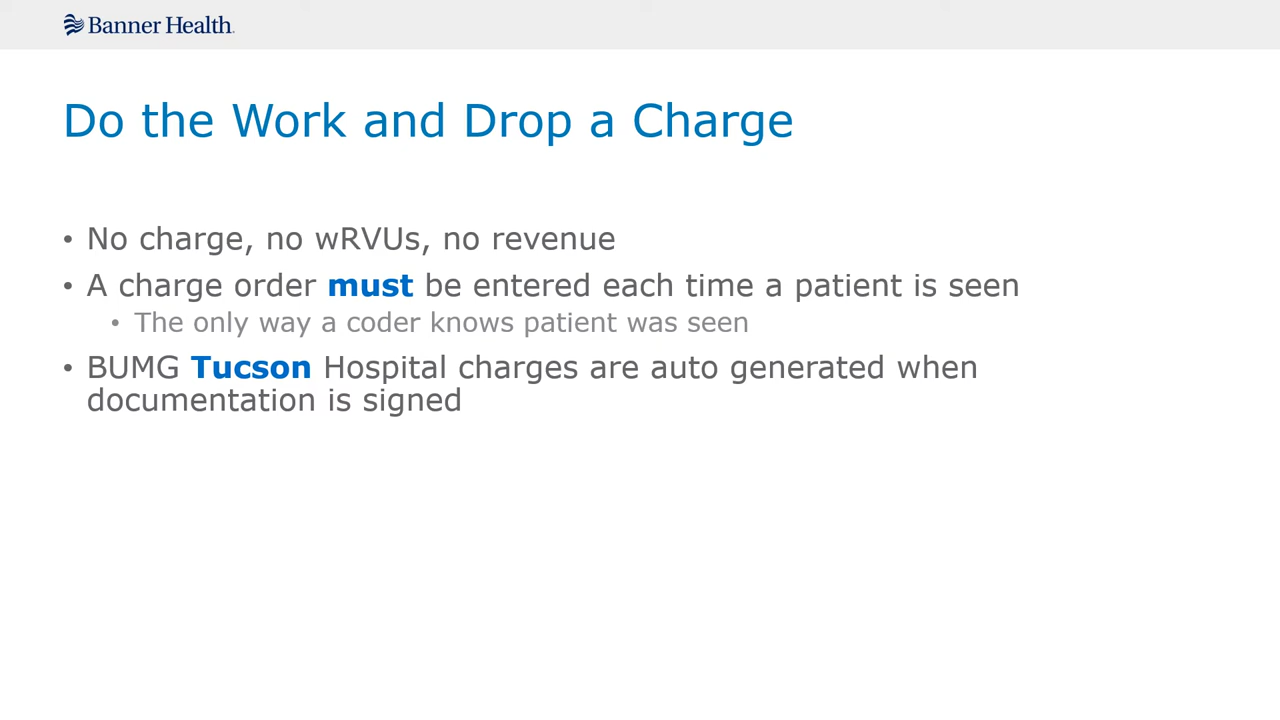 Banner Health.
Do the Work and Drop a Charge
• No charge, no wRVUs, no revenue
• A charge order must be entered each time a patient is seen
• The only way a coder knows patient was seen
• BUMG Tucson Hospital charges are auto generated when
documentation is signed